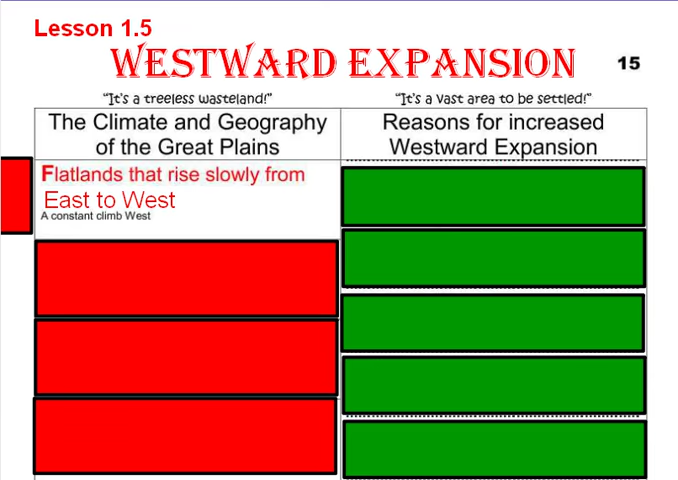 Lesson 1.5
WESTWARD EXPANSION
15
"It's a treeless wasteland!"
"It's a vast area to be settled!"
The Climate and Geography
of the Great Plains
Reasons for increased
Westward Expansion
Flatlands that rise slowly from
East to West
A constant climb West